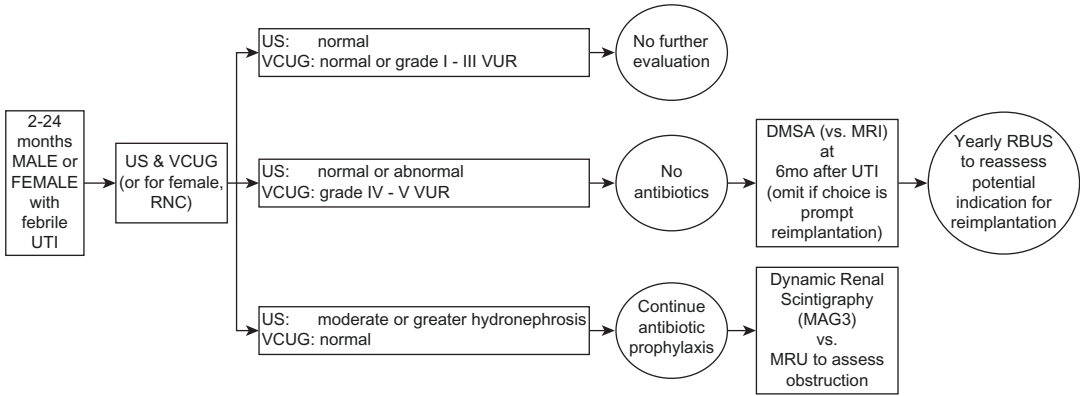 2-24
months
MALE or
FEMALE
with
febrile
UTI
US & VCUG
(or for female,
RNC)
US: normal
VCUG: normal or grade I - III VUR
No further
evaluation
US: normal or abnormal
VCUG: grade IV - V VUR
No
antibiotics
DMSA (vs. MRI)
at
6mo after UTI
(omit if choice is
prompt
reimplantation)
Yearly RBUS
to reassess
potential
indication for
reimplantation
US: moderate or greater hydronephrosis
VCUG: normal
Continue
antibiotic
prophylaxis
Dynamic Renal
Scintigraphy
(MAG3)
vs.
MRU to assess
obstruction